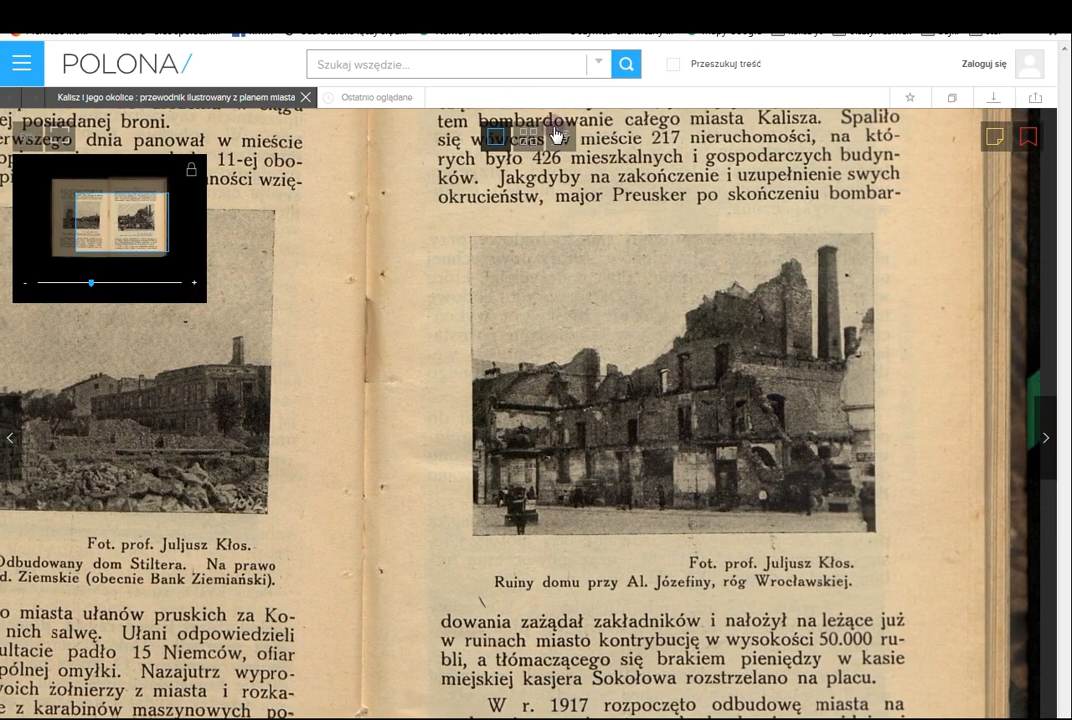 POLONA/
Szukaj wszędzie...
Przeszukuj treść
Zaloguj się
Kalisz i jego okolice : przewodnik ilustrowany z planem miasta
Ostatnio oglądane
ej posiadanej broni.
erwszego dnia panował w mieście
11-ej obo-
ności wzię-
Fot. prof. Juljusz Kłos.
Odbudowany dom Stiltera. Na prawo
d. Ziemskie (obecnie Bank Ziemiański).
o miasta ułanów pruskich za Ko-
nich salwę. Ułani odpowiedzieli
ultacie padło 15 Niemców, ofiar
pólnej omyłki. Nazajutrz wypro-
woich żołnierzy z miasta i rozka-
e z karabinów maszynowych po-
tem bombardowanie całego miasta Kalisza. Spaliło
się wówczas w mieście 217 nieruchomości, na któ-
rych było 426 mieszkalnych i gospodarczych budyn-
ków. Jakgdyby na zakończenie i uzupełnienie swych
okrucieństw, major Preusker po skończeniu bombar-
Fot. prof. Juljusz Kłos.
Ruiny domu przy Al. Józefiny, róg Wrocławskiej.
dowania zażądał zakładników i nałożył na leżące już
w ruinach miasto kontrybucję w wysokości 50.000 ru-
bli, a tłómaczącego się brakiem pieniędzy w kasie
miejskiej kasjera Sokołowa rozstrzelano na placu.
W r. 1917 rozpoczęto odbudowę miasta na